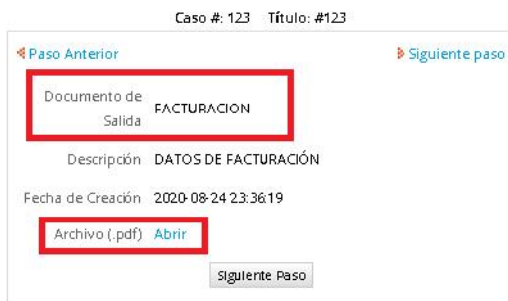 Caso #: 123 Título: #123
Paso Anterior Siguiente paso
Documento de
Salida FACTURACION
Descripción DATOS DE FACTURACIÓN
Fecha de Creación 2020-08-24 23:36:19
Archivo (.pdf) Abrir
Siguiente Paso